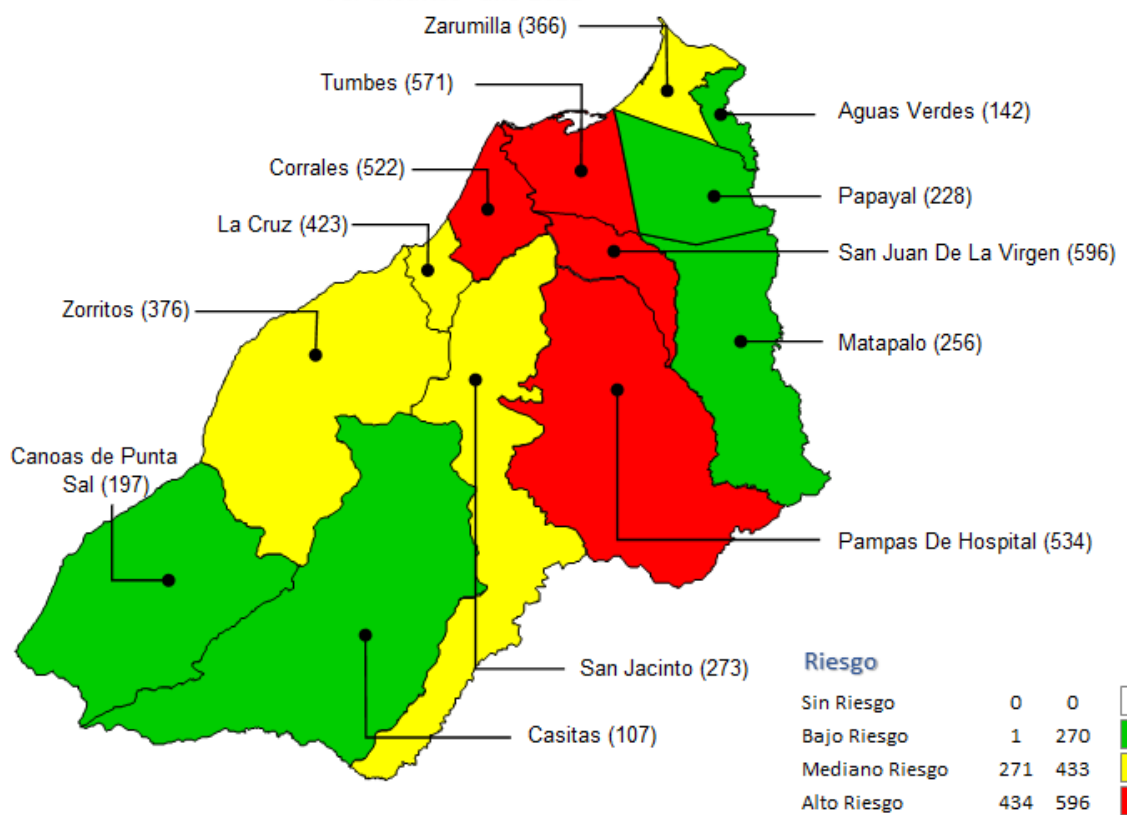 Zarumilla (366)
Tumbes (571)
Aguas Verdes (142)
Corrales (522)
Papayal (228)
La Cruz (423)
San Juan De La Virgen (596)
Zorritos (376)
Matapalo (256)
Canoas de Punta
Sal (197)
Pampas De Hospital (534)
San Jacinto (273)
Casitas (107)
Riesgo
Sin Riesgo 0 0
Bajo Riesgo 1 270
Mediano Riesgo 271 433
Alto Riesgo 434 596